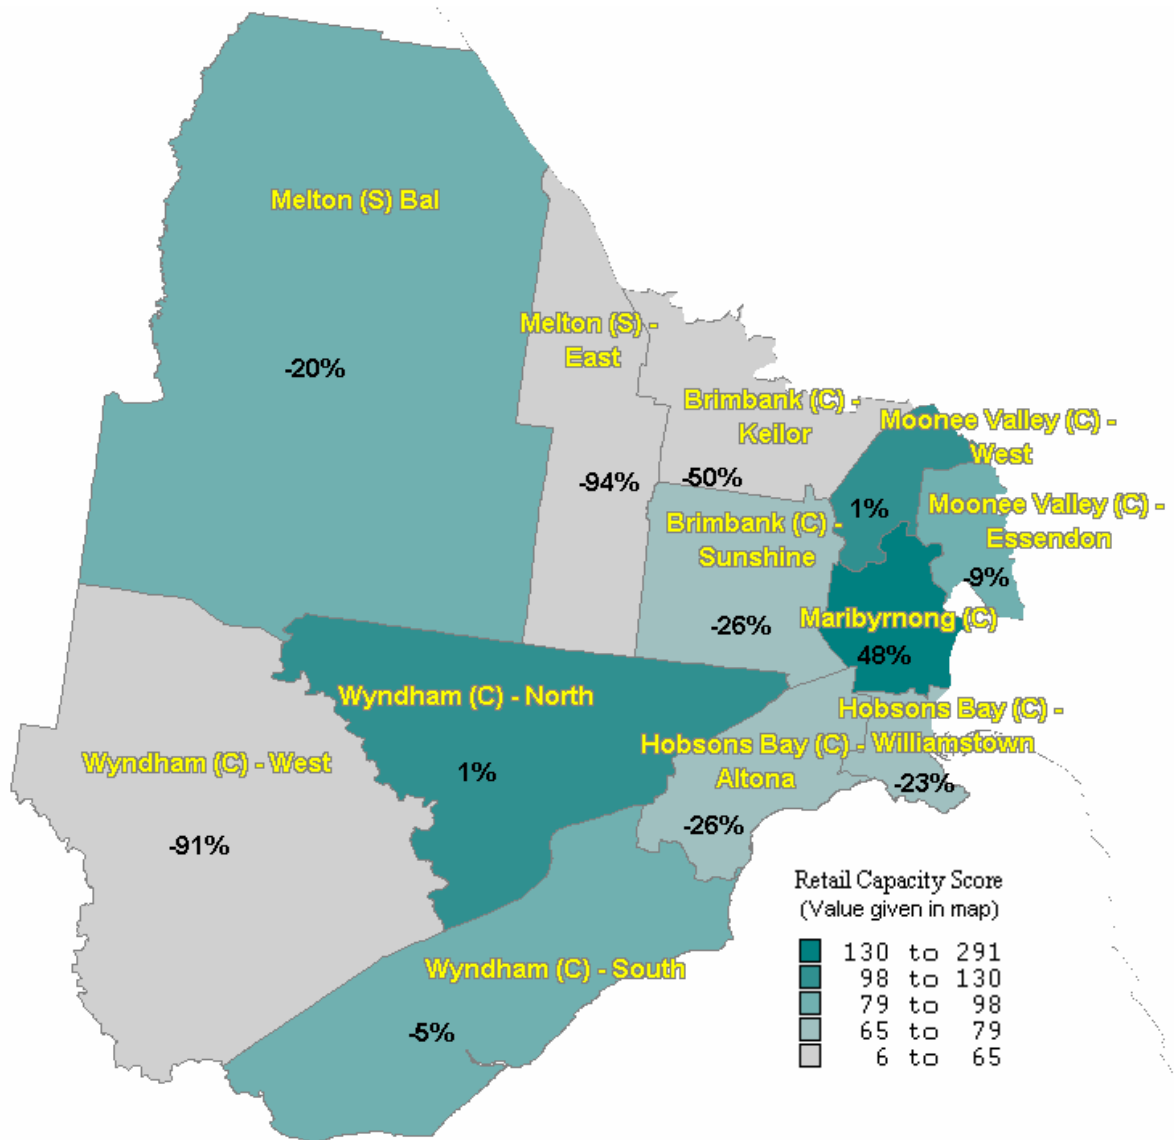 Melton (S) Bal
-20%
Melton (S) -
East
-94%
Brimbank (C) -
Keilor
-50%
Moonee Valley (C) -
West
1%
Moonee Valley (C) -
Essendon
-9%
Brimbank (C) -
Sunshine
-26%
Maribyrnong (C)
48%
Wyndham (C) - North
1%
Hobsons Bay (C) -
Williamstown
-23%
Hobsons Bay (C) -
Altona
-26%
Wyndham (C) - West
-91%
Wyndham (C) - South
-5%
Retail Capacity Score
(Value given in map)
130 to 291
98 to 130
79 to 98
65 to 79
6 to 65